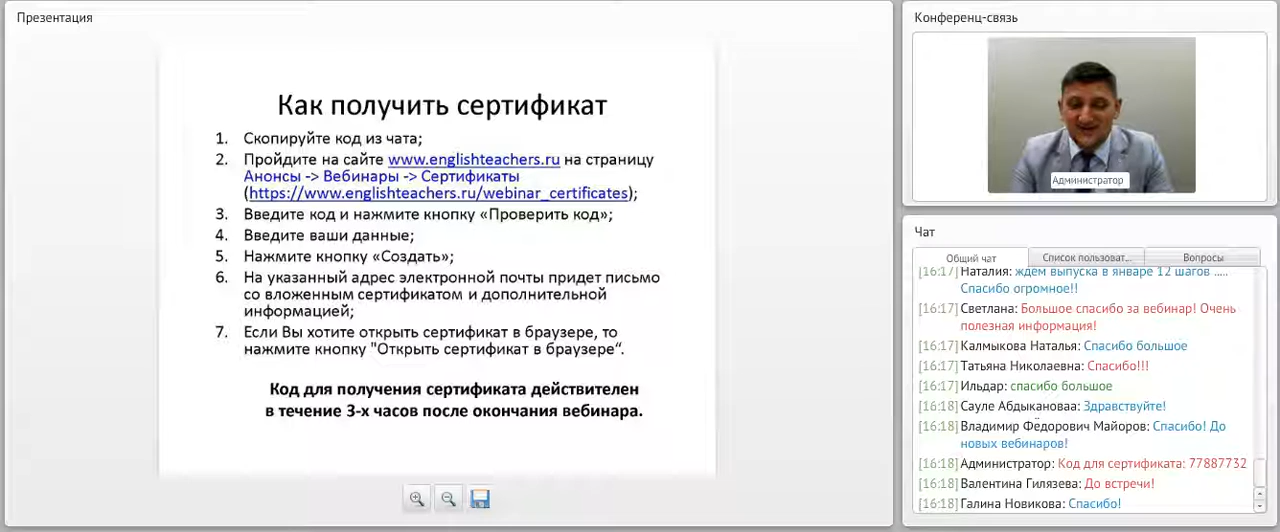 Презентация
Как получить сертификат
1. Скопируйте код из чата;
2. Пройдите на сайте www.englishteachers.ru на страницу
Анонсы -> Вебинары -> Сертификаты
(https://www.englishteachers.ru/webinar_certificates);
3. Введите код и нажмите кнопку «Проверить код»;
4. Введите ваши данные;
5. Нажмите кнопку «Создать»;
6. На указанный адрес электронной почты придет письмо
со вложенным сертификатом и дополнительной
информацией;
7. Если Вы хотите открыть сертификат в браузере, то
нажмите кнопку "Открыть сертификат в браузере“.
Код для получения сертификата действителен
в течение 3-х часов после окончания вебинара.
Конференц-связь
Администратор
Чат
Общий чат
Список пользоват...
Вопросы
[16:17] Наталия: ждем выпуска в январе 12 шагов .....
Спасибо огромное!!
[16:17] Светлана: Большое спасибо за вебинар! Очень
полезная информация!
[16:17] Калмыкова Наталья: Спасибо большое
[16:17] Татьяна Николаевна: Спасибо!!!
[16:17] Ильдар: спасибо большое
[16:18] Сауле Абдыкановаа: Здравствуйте!
[16:18] Владимир Фёдорович Майоров: Спасибо! До
новых вебинаров!
[16:18] Администратор: Код для сертификата: 77887732
[16:18] Валентина Гилязева: До встречи!
[16:18] Галина Новикова: Спасибо!